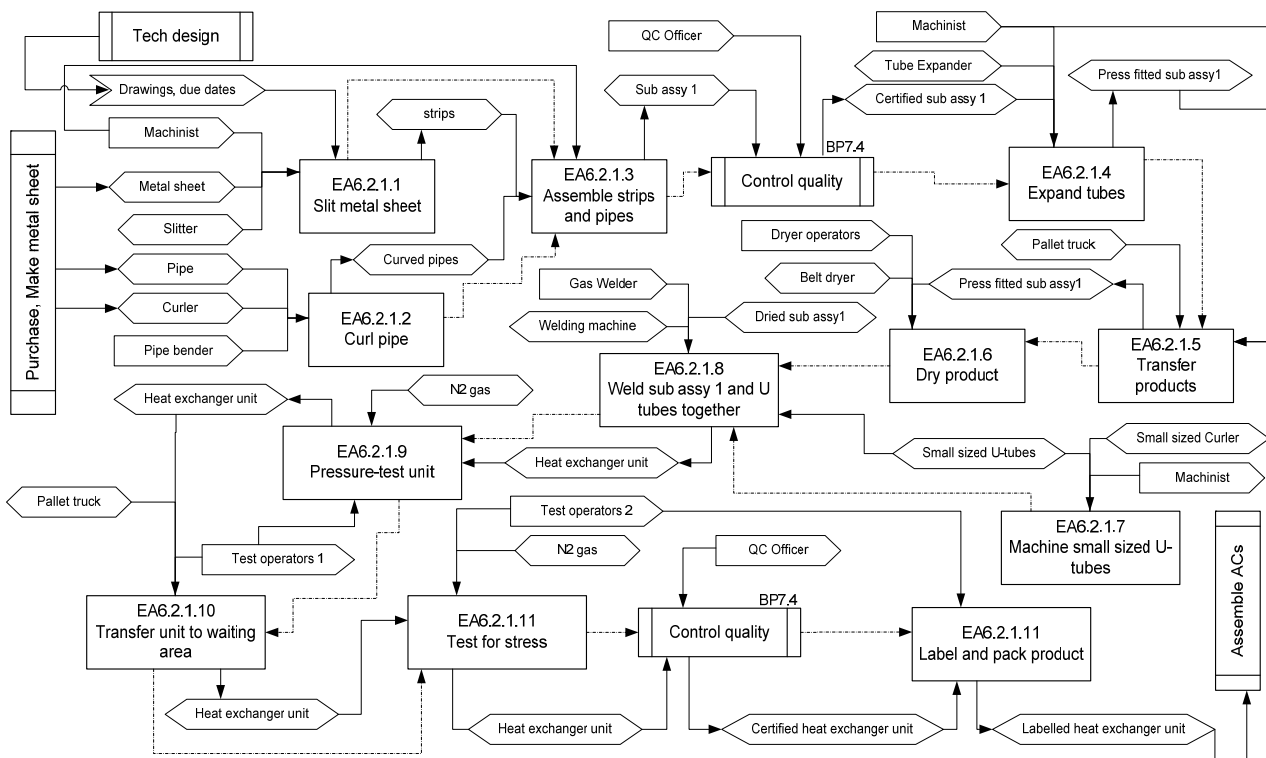 Tech design
QC Officer
Machinist
Tube Expander
Press fitted sub assy1
Drawings, due dates
Sub assy 1
Certified sub assy 1
strips
Machinist
BP7.4
EA6.2.1.1
Slit metal sheet
EA6.2.1.3
Assemble strips
and pipes
Control quality
EA6.2.1.4
Expand tubes
Purchase, Make metal sheet
Metal sheet
Slitter
Dryer operators
Pallet truck
Pipe
Curved pipes
Belt dryer
Press fitted sub assy1
Gas Welder
Curler
EA6.2.1.2
Curl pipe
Welding machine
Dried sub assy1
Pipe bender
EA6.2.1.8
Weld sub assy 1 and U
tubes together
EA6.2.1.6
Dry product
EA6.2.1.5
Transfer
products
N2 gas
Heat exchanger unit
EA6.2.1.9
Pressure-test unit
Heat exchanger unit
Small sized U-tubes
Small sized Curler
Machinist
Pallet truck
Test operators 2
EA6.2.1.7
Machine small sized U-
tubes
Test operators 1
N2 gas
QC Officer
EA6.2.1.10
Transfer unit to waiting
area
EA6.2.1.11
Test for stress
BP7.4
Control quality
EA6.2.1.11
Label and pack product
Assemble ACs
Heat exchanger unit
Heat exchanger unit
Certified heat exchanger unit
Labelled heat exchanger unit